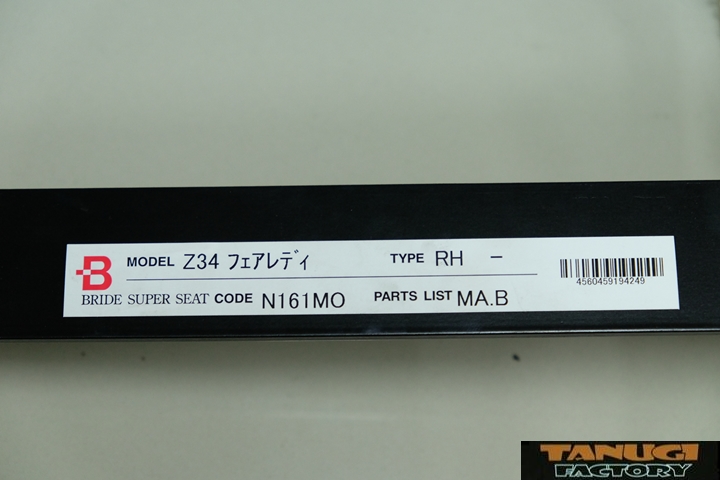 B MODEL Z34 フェアレディ TYPE RH -
BRIDE SUPER SEAT CODE N161MO PARTS LIST MA.B
4560459194249
TANUGI
FACTORY